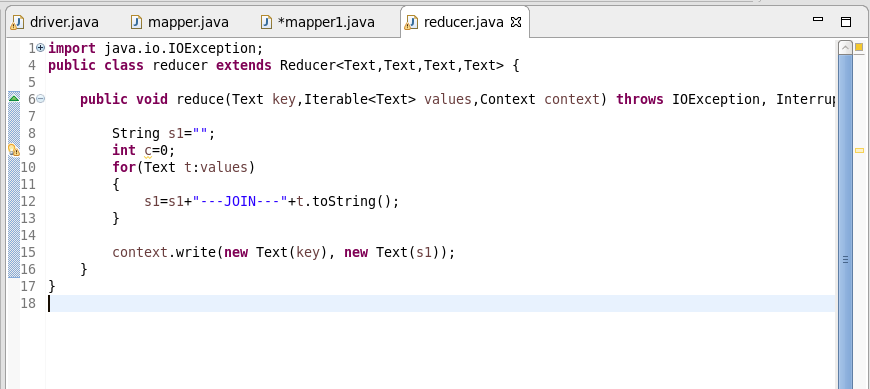 driver.java mapper.java *mapper1.java reducer.java
1 import java.io.IOException;
4 public class reducer extends Reducer<Text,Text,Text,Text> {
5
6 public void reduce(Text key,Iterable<Text> values,Context context) throws IOException, Interrup
7
8 String s1="";
9 int c=0;
10 for(Text t:values)
11 {
12 s1=s1+"---JOIN---"+t.toString();
13 }
14
15 context.write(new Text(key), new Text(s1));
16 }
17 }
18